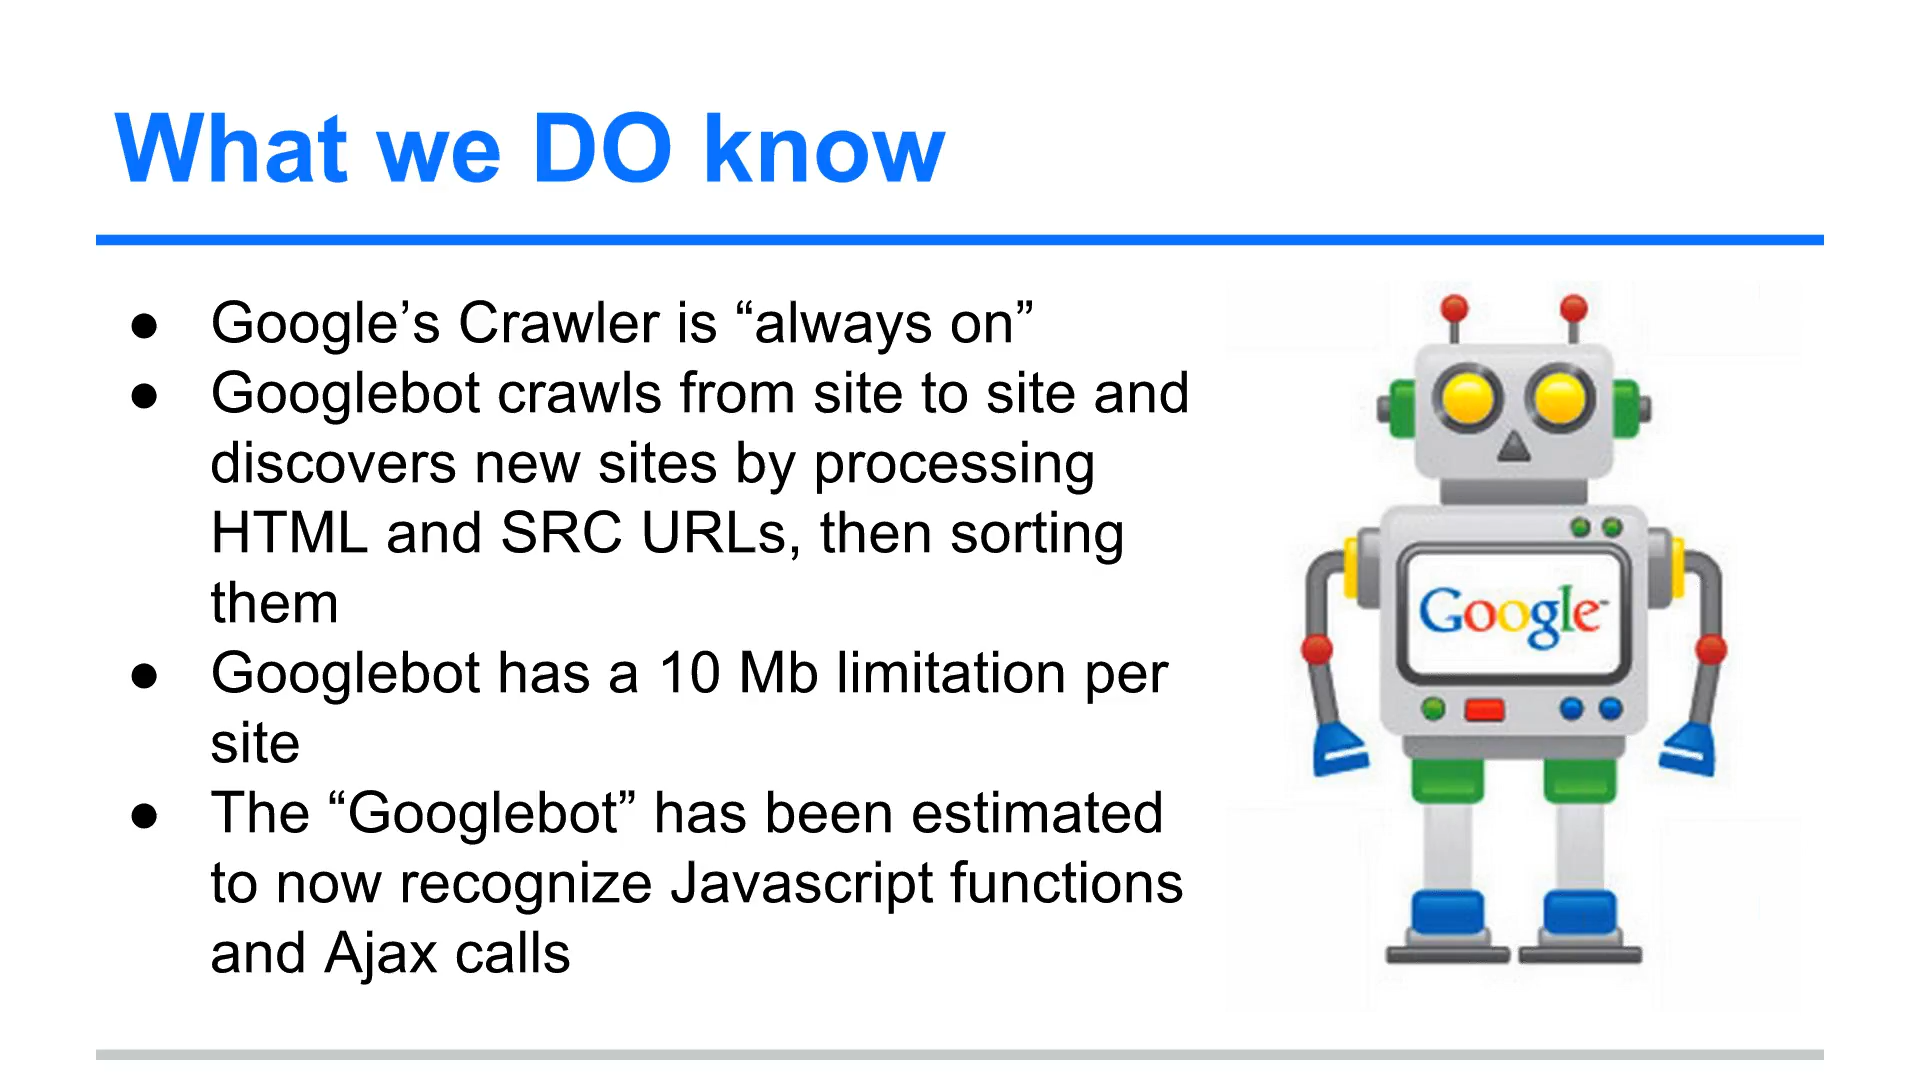 What we DO know
● Google’s Crawler is “always on”
● Googlebot crawls from site to site and
discovers new sites by processing
HTML and SRC URLs, then sorting
them
● Googlebot has a 10 Mb limitation per
site
● The “Googlebot” has been estimated
to now recognize Javascript functions
and Ajax calls
Google™